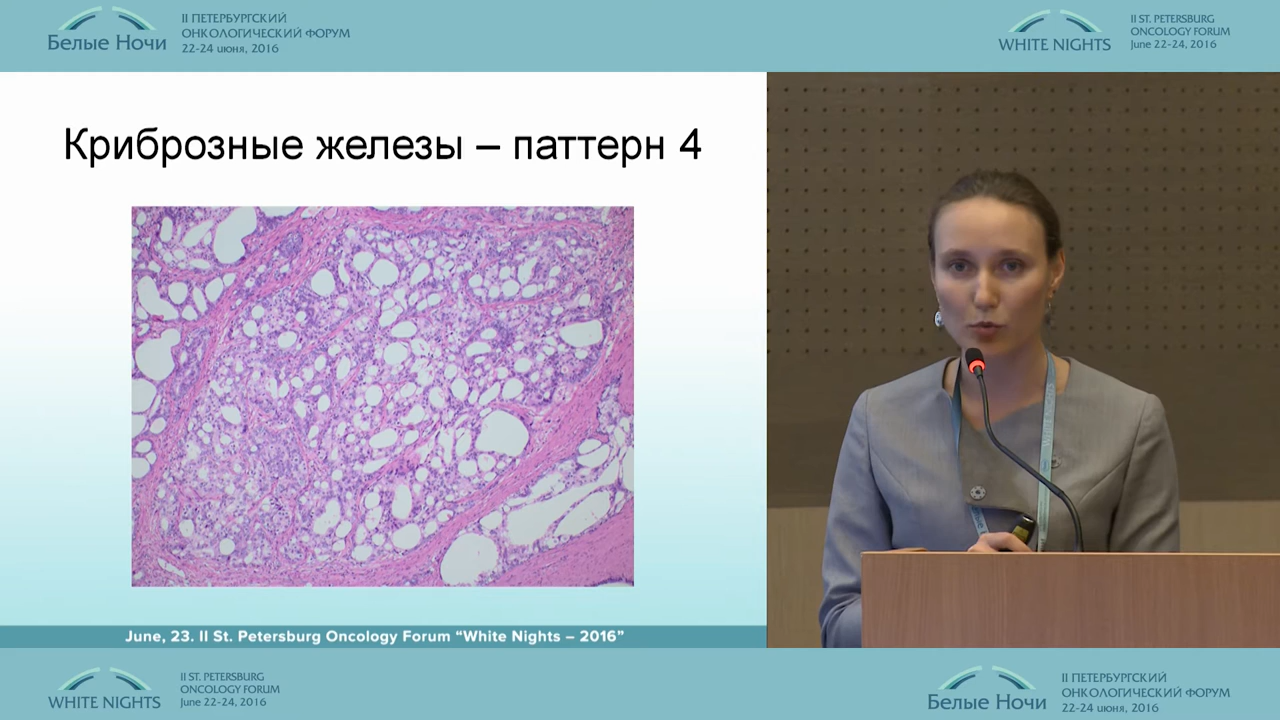 Белые Ночи
II ПЕТЕРБУРГСКИЙ
ОНКОЛОГИЧЕСКИЙ ФОРУМ
22-24 июня, 2016
WHITE NIGHTS
II ST. PETERSBURG
ONCOLOGY FORUM
June 22-24, 2016
Криброзные железы – паттерн 4
June, 23. II St. Petersburg Oncology Forum “White Nights – 2016”
WHITE NIGHTS
II ST. PETERSBURG
ONCOLOGY FORUM
June 22-24, 2016
Белые Ночи
II ПЕТЕРБУРГСКИЙ
ОНКОЛОГИЧЕСКИЙ ФОРУМ
22-24 июня, 2016